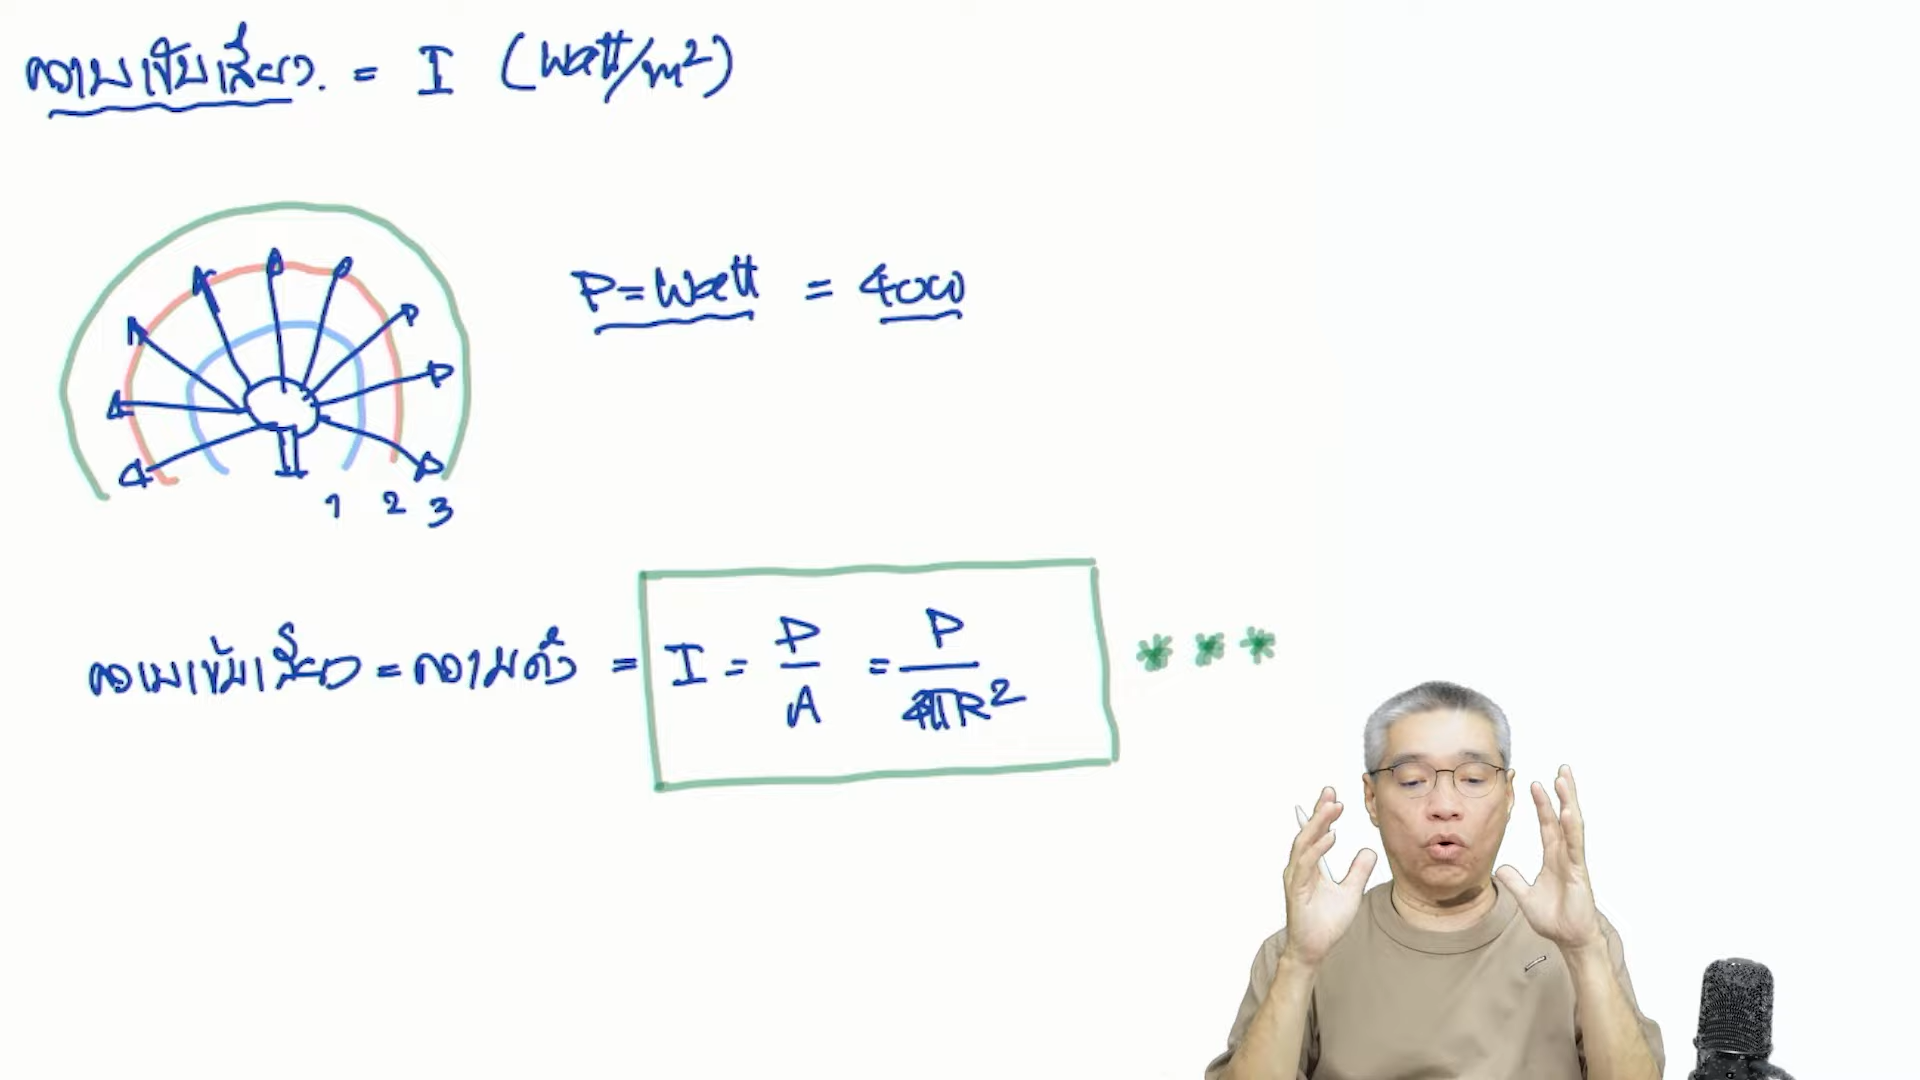 ความเข้มเสียง. = I (watt/m²)
P = watt = 4000
1 2 3
ความเข้มเสียง = ความดัง = I = P/A = P/4πR² ***